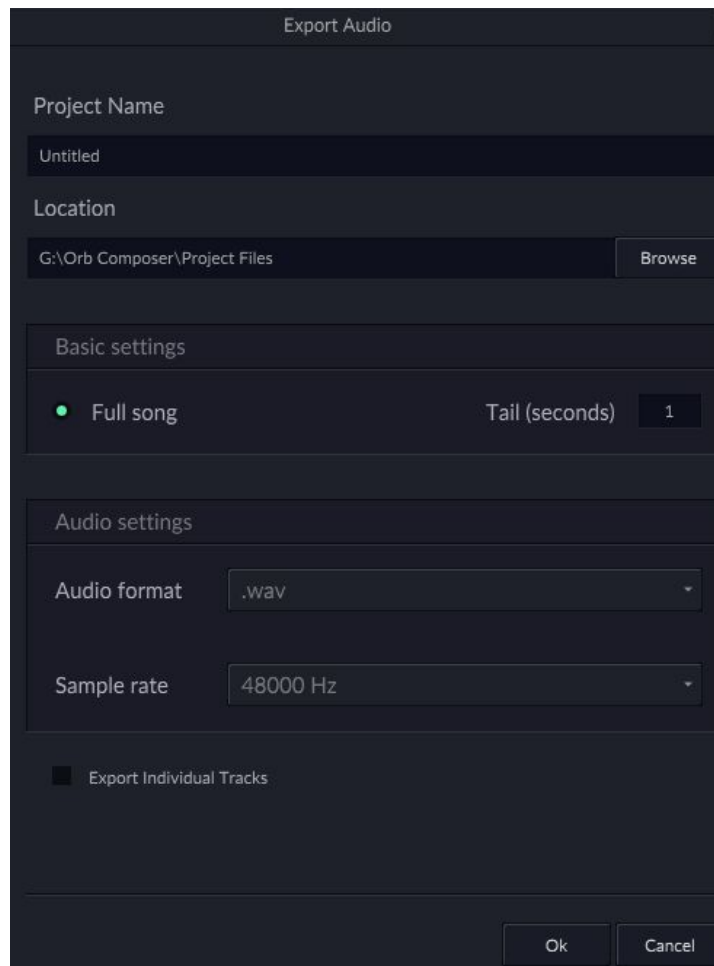 Export Audio
Project Name
Untitled
Location
G:\Orb Composer\Project Files
Browse
Basic settings
Full song
Tail (seconds)
1
Audio settings
Audio format
.wav
Sample rate
48000 Hz
Export Individual Tracks
Ok
Cancel